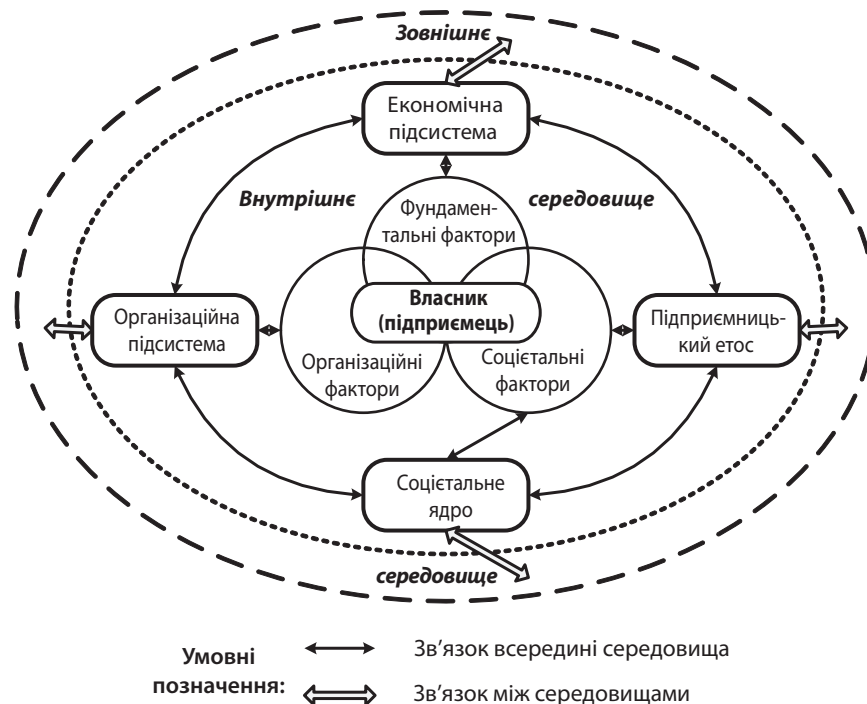 Зовнішнє
Економічна
підсистема
Внутрішнє
середовище
Фундамен-
тальні фактори
Власник
(підприємець)
Організаційна
підсистема
Підприємниць-
кий етос
Організаційні
фактори
Соцієтальні
фактори
Соцієтальне
ядро
середовище
Умовні
позначення:
Зв'язок всередині середовища
Зв'язок між середовищами